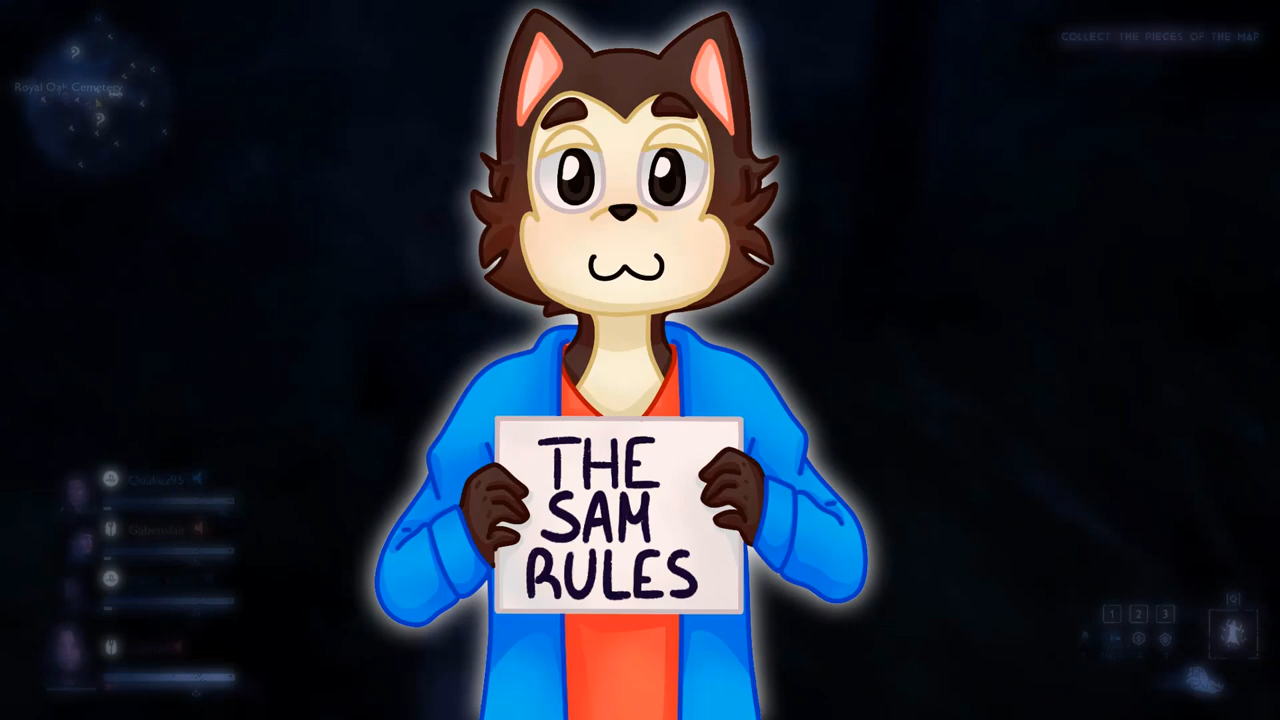 COLLECT THE PIECES OF THE MAP
Royal Oak Cemetery
THE
SAM
RULES
1 2 3